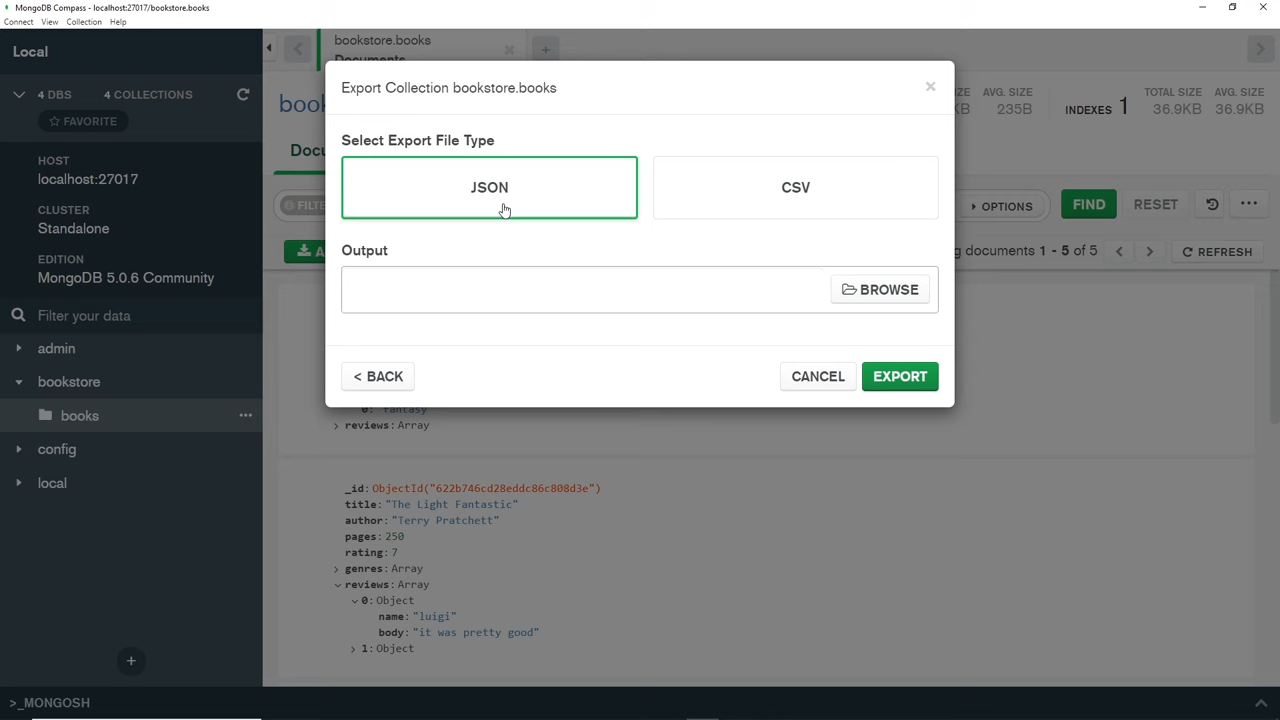 MongoDB Compass - localhost:27017/bookstore.books
Connect View Collection Help
Local
4 DBS 4 COLLECTIONS
FAVORITE
HOST
localhost:27017
CLUSTER
Standalone
EDITION
MongoDB 5.0.6 Community
Filter your data
admin
bookstore
books
config
local
>_MONGOSH
bookstore.books
Documents
AVG. SIZE
235B
INDEXES 1
TOTAL SIZE
36.9KB
AVG. SIZE
36.9KB
OPTIONS
FIND
RESET
documents 1 - 5 of 5
REFRESH
Export Collection bookstore.books
Select Export File Type
JSON
CSV
Output
BROWSE
< BACK
CANCEL
EXPORT
0: "fantasy"
reviews: Array
_id: ObjectId("622b746cd28eddc86c808d3e")
title: "The Light Fantastic"
author: "Terry Pratchett"
pages: 250
rating: 7
genres: Array
reviews: Array
0: Object
name: "luigi"
body: "it was pretty good"
1: Object